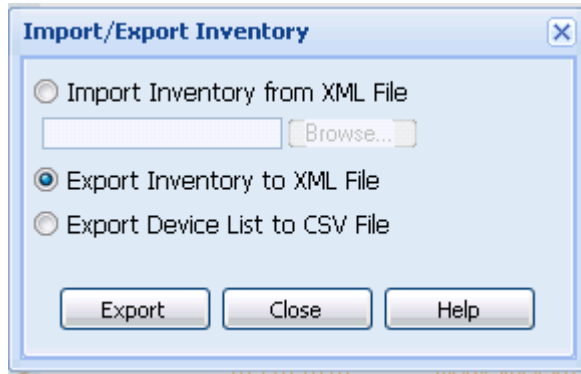 Import/Export Inventory
Import Inventory from XML File
Browse...
Export Inventory to XML File
Export Device List to CSV File
Export Close Help